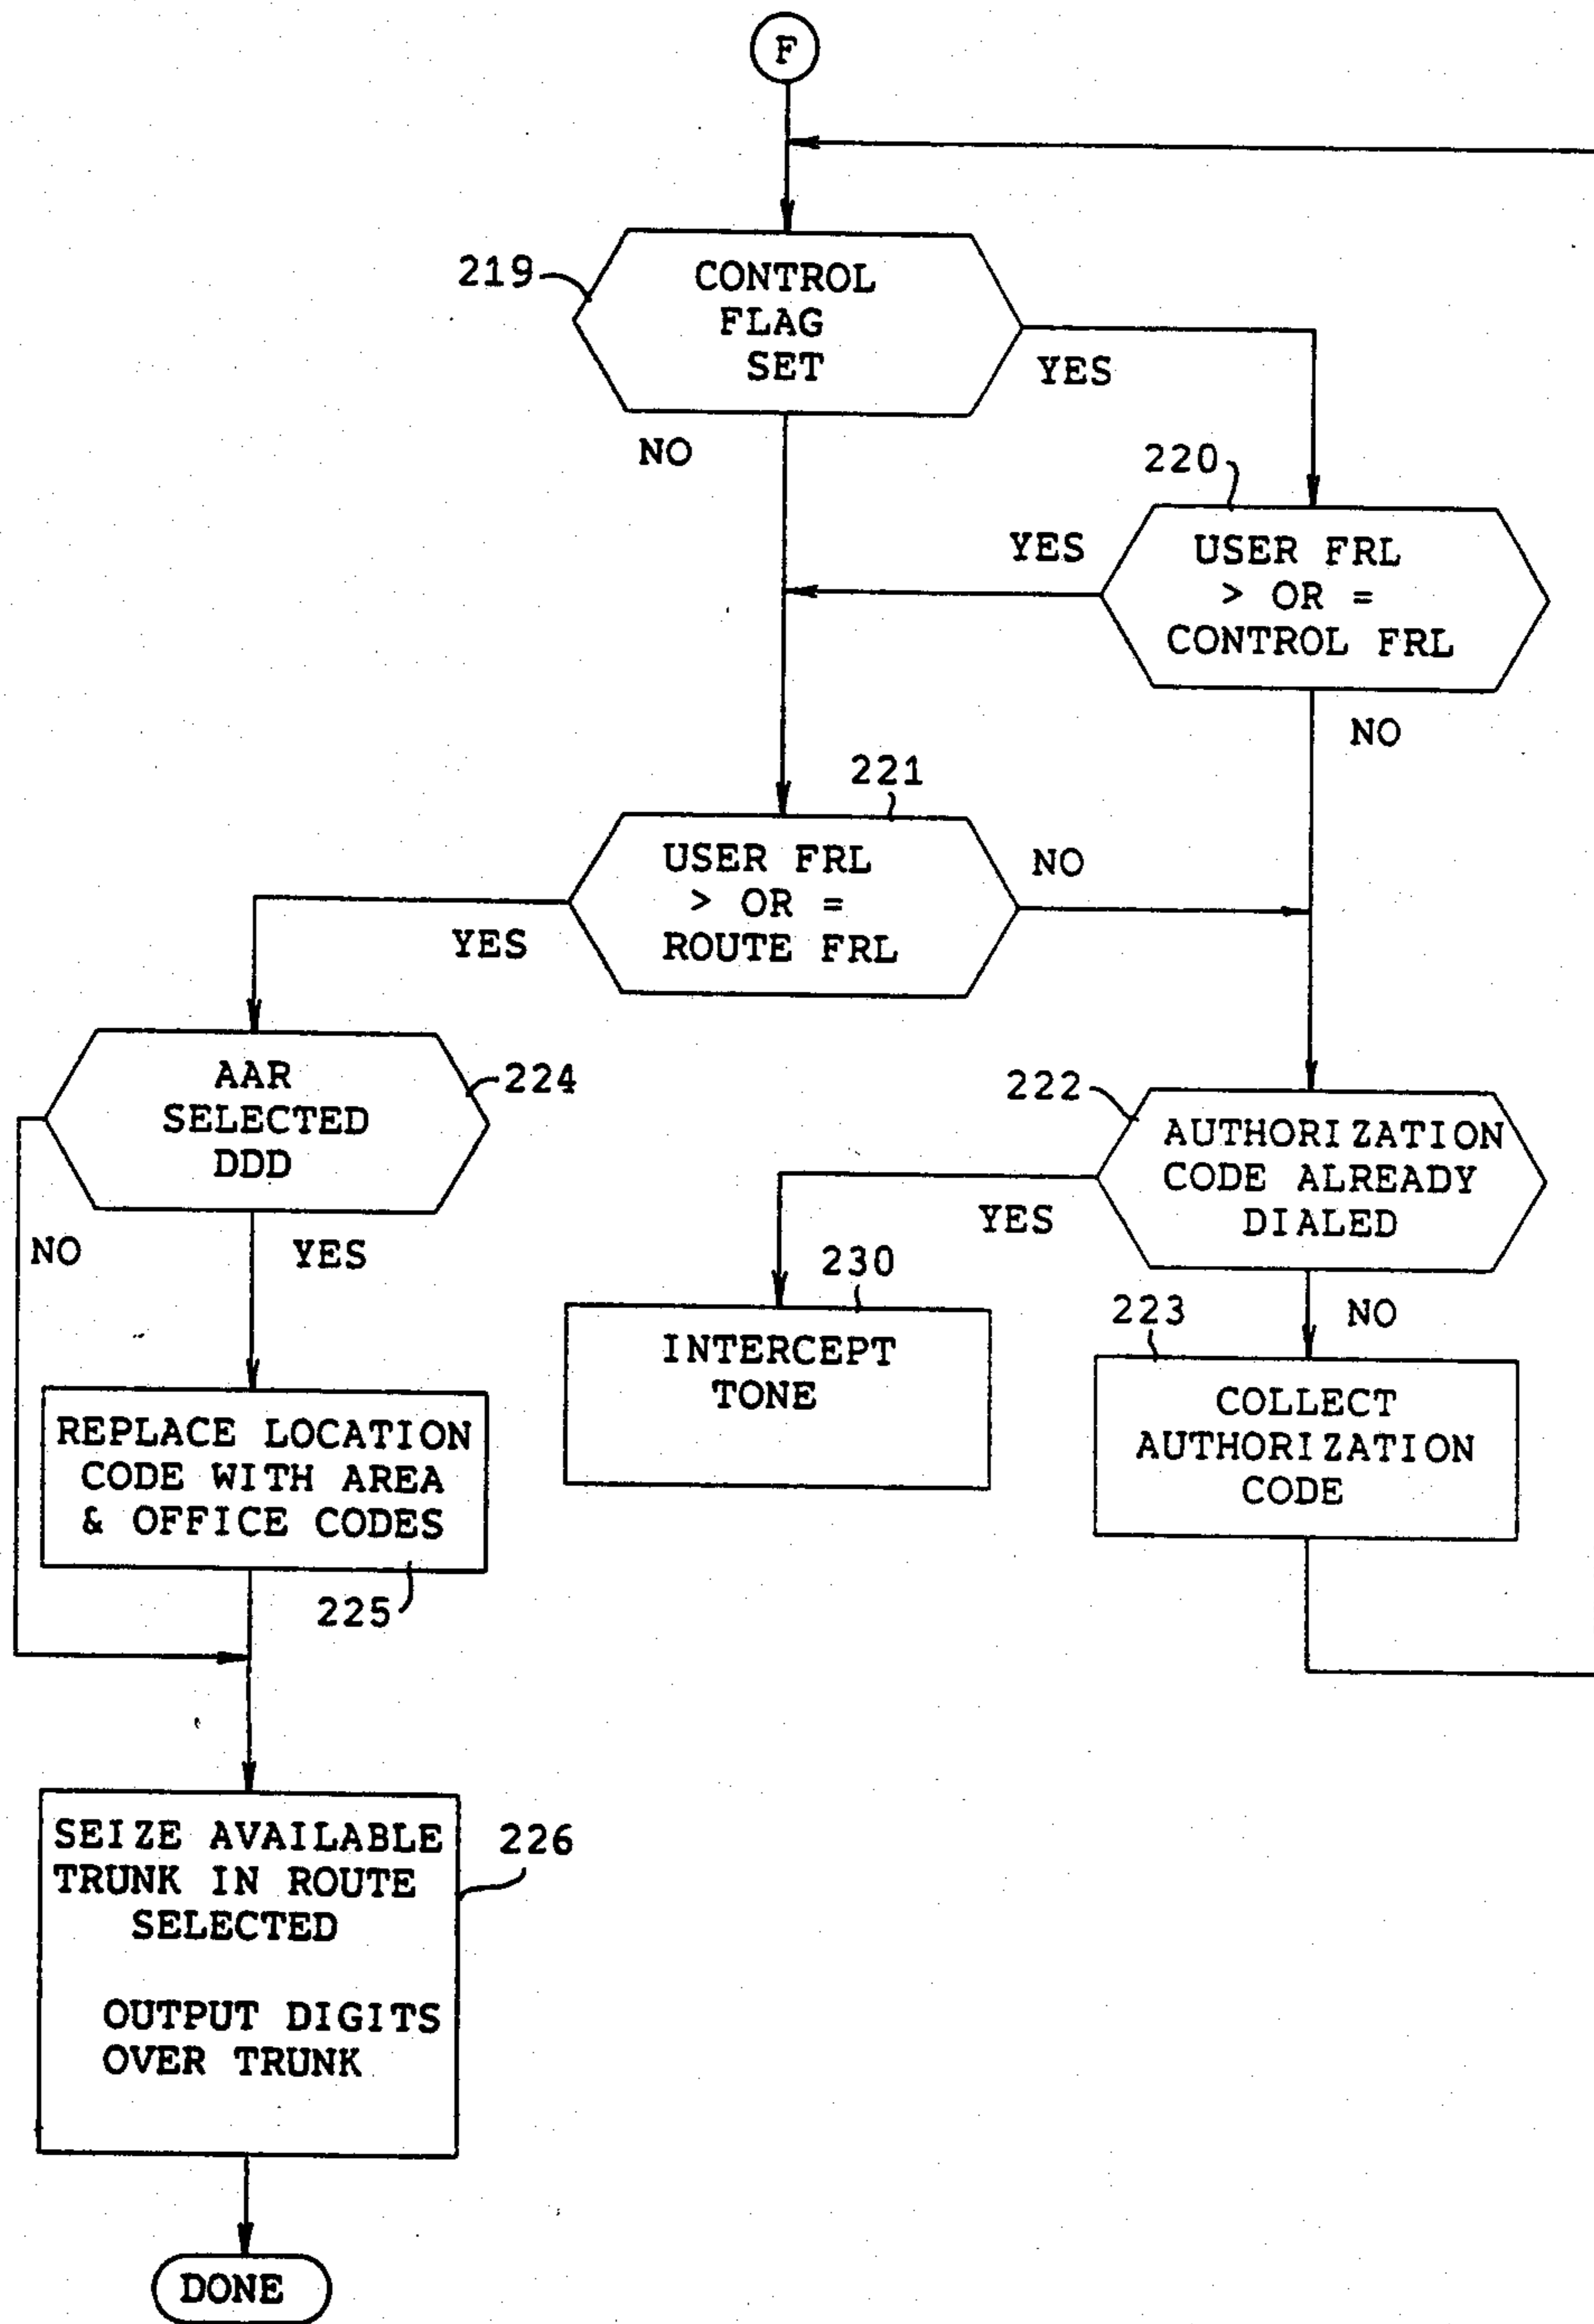 F
219
CONTROL
FLAG
SET
YES
NO
220
YES
USER FRL
> OR =
CONTROL FRL
NO
221
USER FRL
> OR =
ROUTE FRL
NO
YES
AAR
SELECTED
DDD
224
222
AUTHORIZATION
CODE ALREADY
DIALED
YES
NO
YES
230
INTERCEPT
TONE
223
NO
COLLECT
AUTHORIZATION
CODE
REPLACE LOCATION
CODE WITH AREA
& OFFICE CODES
225
SEIZE AVAILABLE
TRUNK IN ROUTE
SELECTED
226
OUTPUT DIGITS
OVER TRUNK
DONE